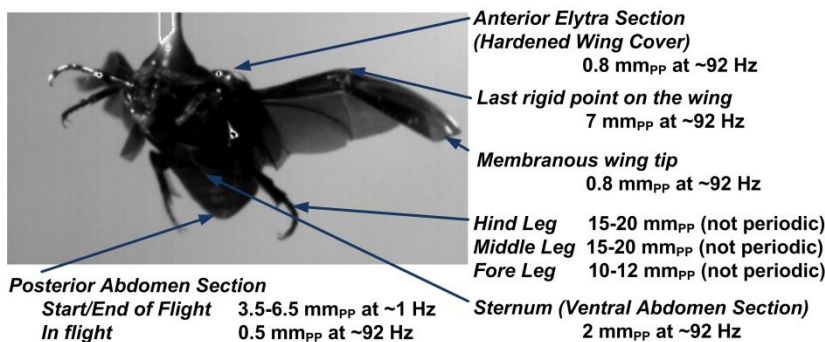 Anterior Elytra Section
(Hardened Wing Cover)
0.8 mmPP at ~92 Hz
Last rigid point on the wing
7 mmPP at ~92 Hz
Membranous wing tip
0.8 mmPP at ~92 Hz
Hind Leg 15-20 mmPP (not periodic)
Middle Leg 15-20 mmPP (not periodic)
Fore Leg 10-12 mmPP (not periodic)
Sternum (Ventral Abdomen Section)
2 mmPP at ~92 Hz
Posterior Abdomen Section
Start/End of Flight 3.5-6.5 mmPP at ~1 Hz
In flight 0.5 mmPP at ~92 Hz